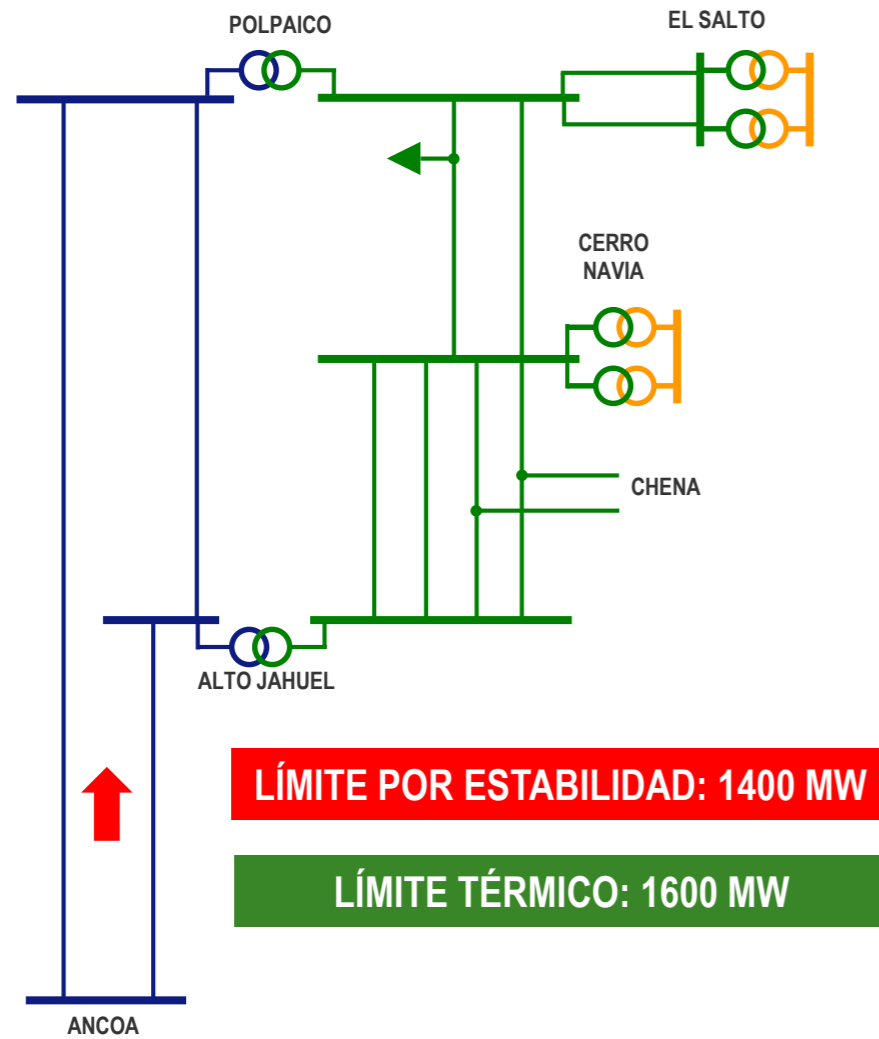 POLPAICO
EL SALTO
CERRO
NAVIA
CHENA
ALTO JAHUEL
LÍMITE POR ESTABILIDAD: 1400 MW
LÍMITE TÉRMICO: 1600 MW
ANCOA